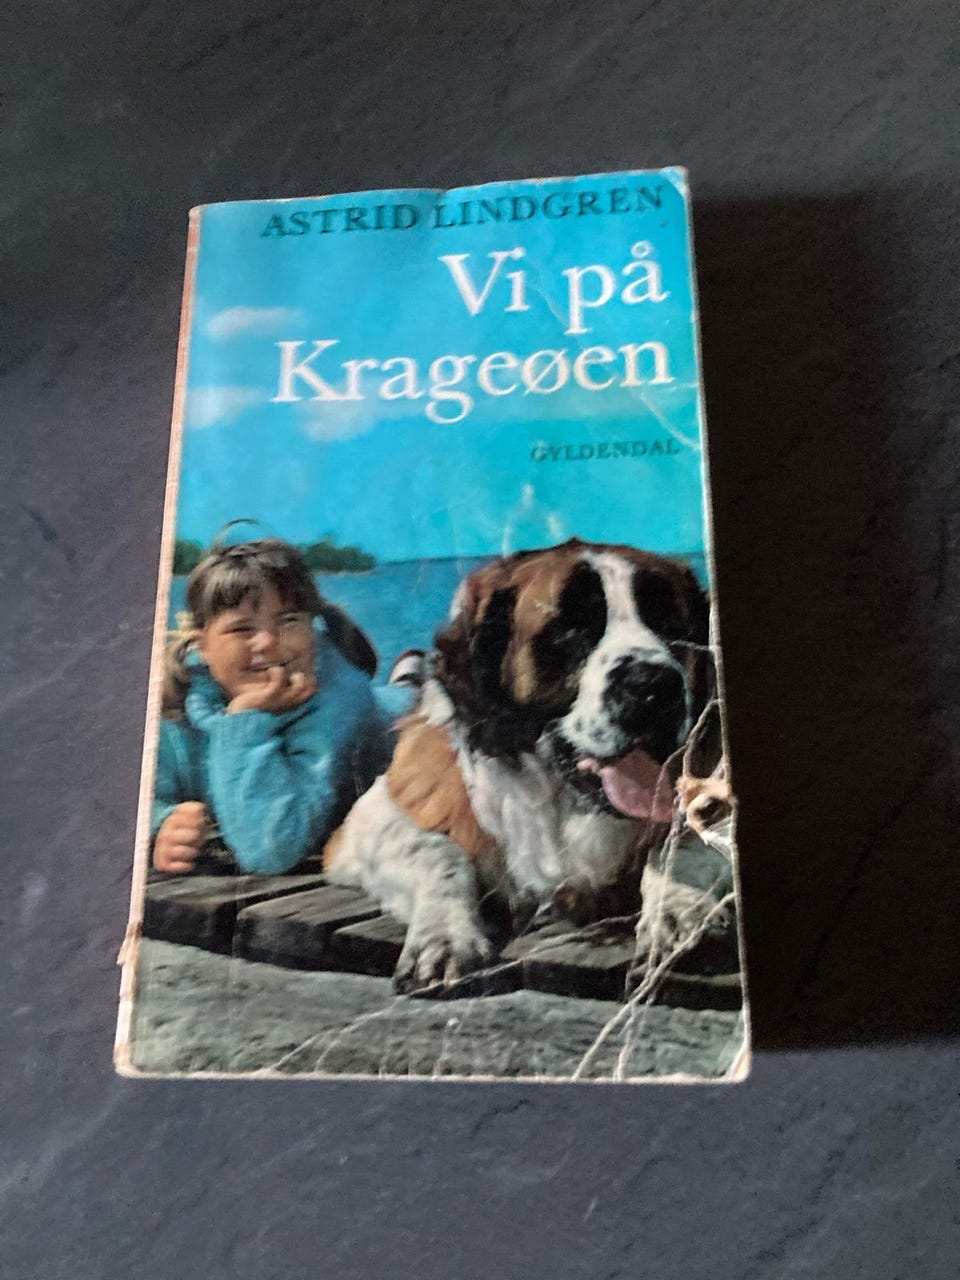 ASTRID LINDGREN
Vi på
Krageøen
GYLDENDAL